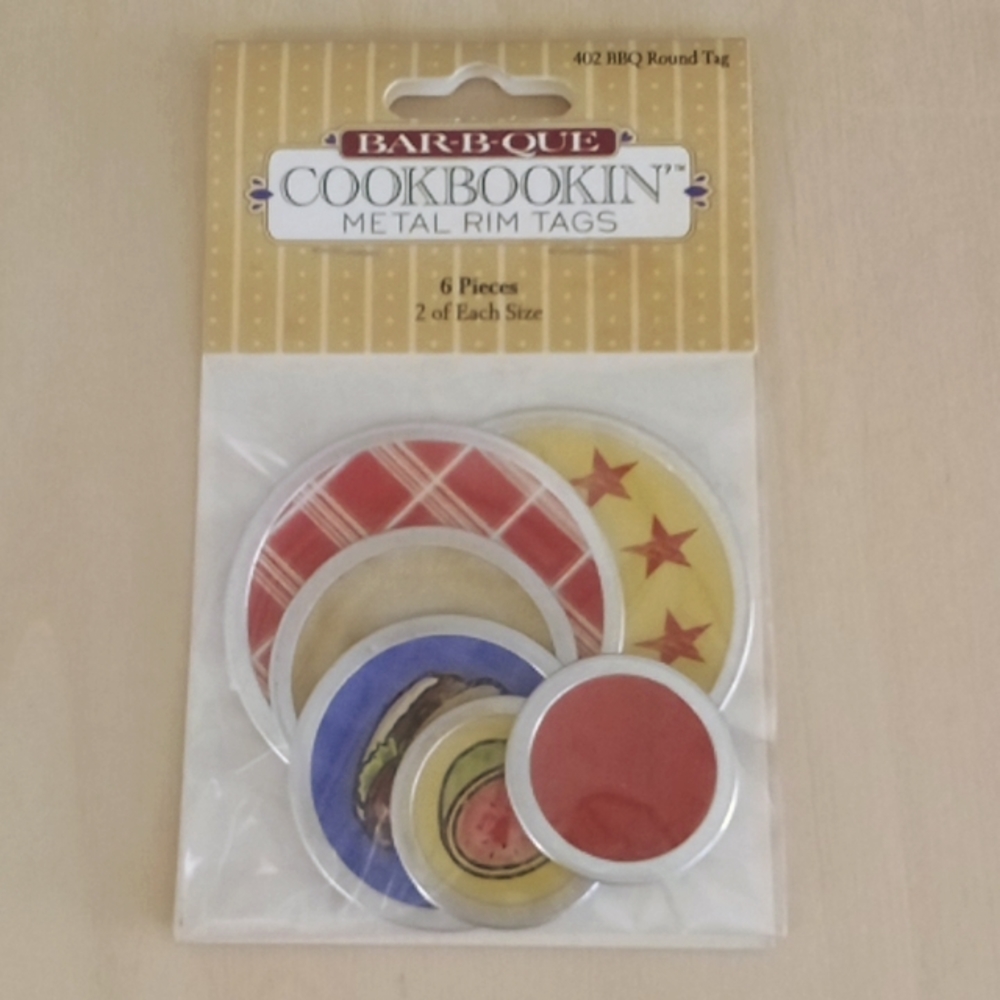 402 BBQ Round Tag
BAR-B-QUE
COOKBOOKIN'™
METAL RIM TAGS
6 Pieces
2 of Each Size